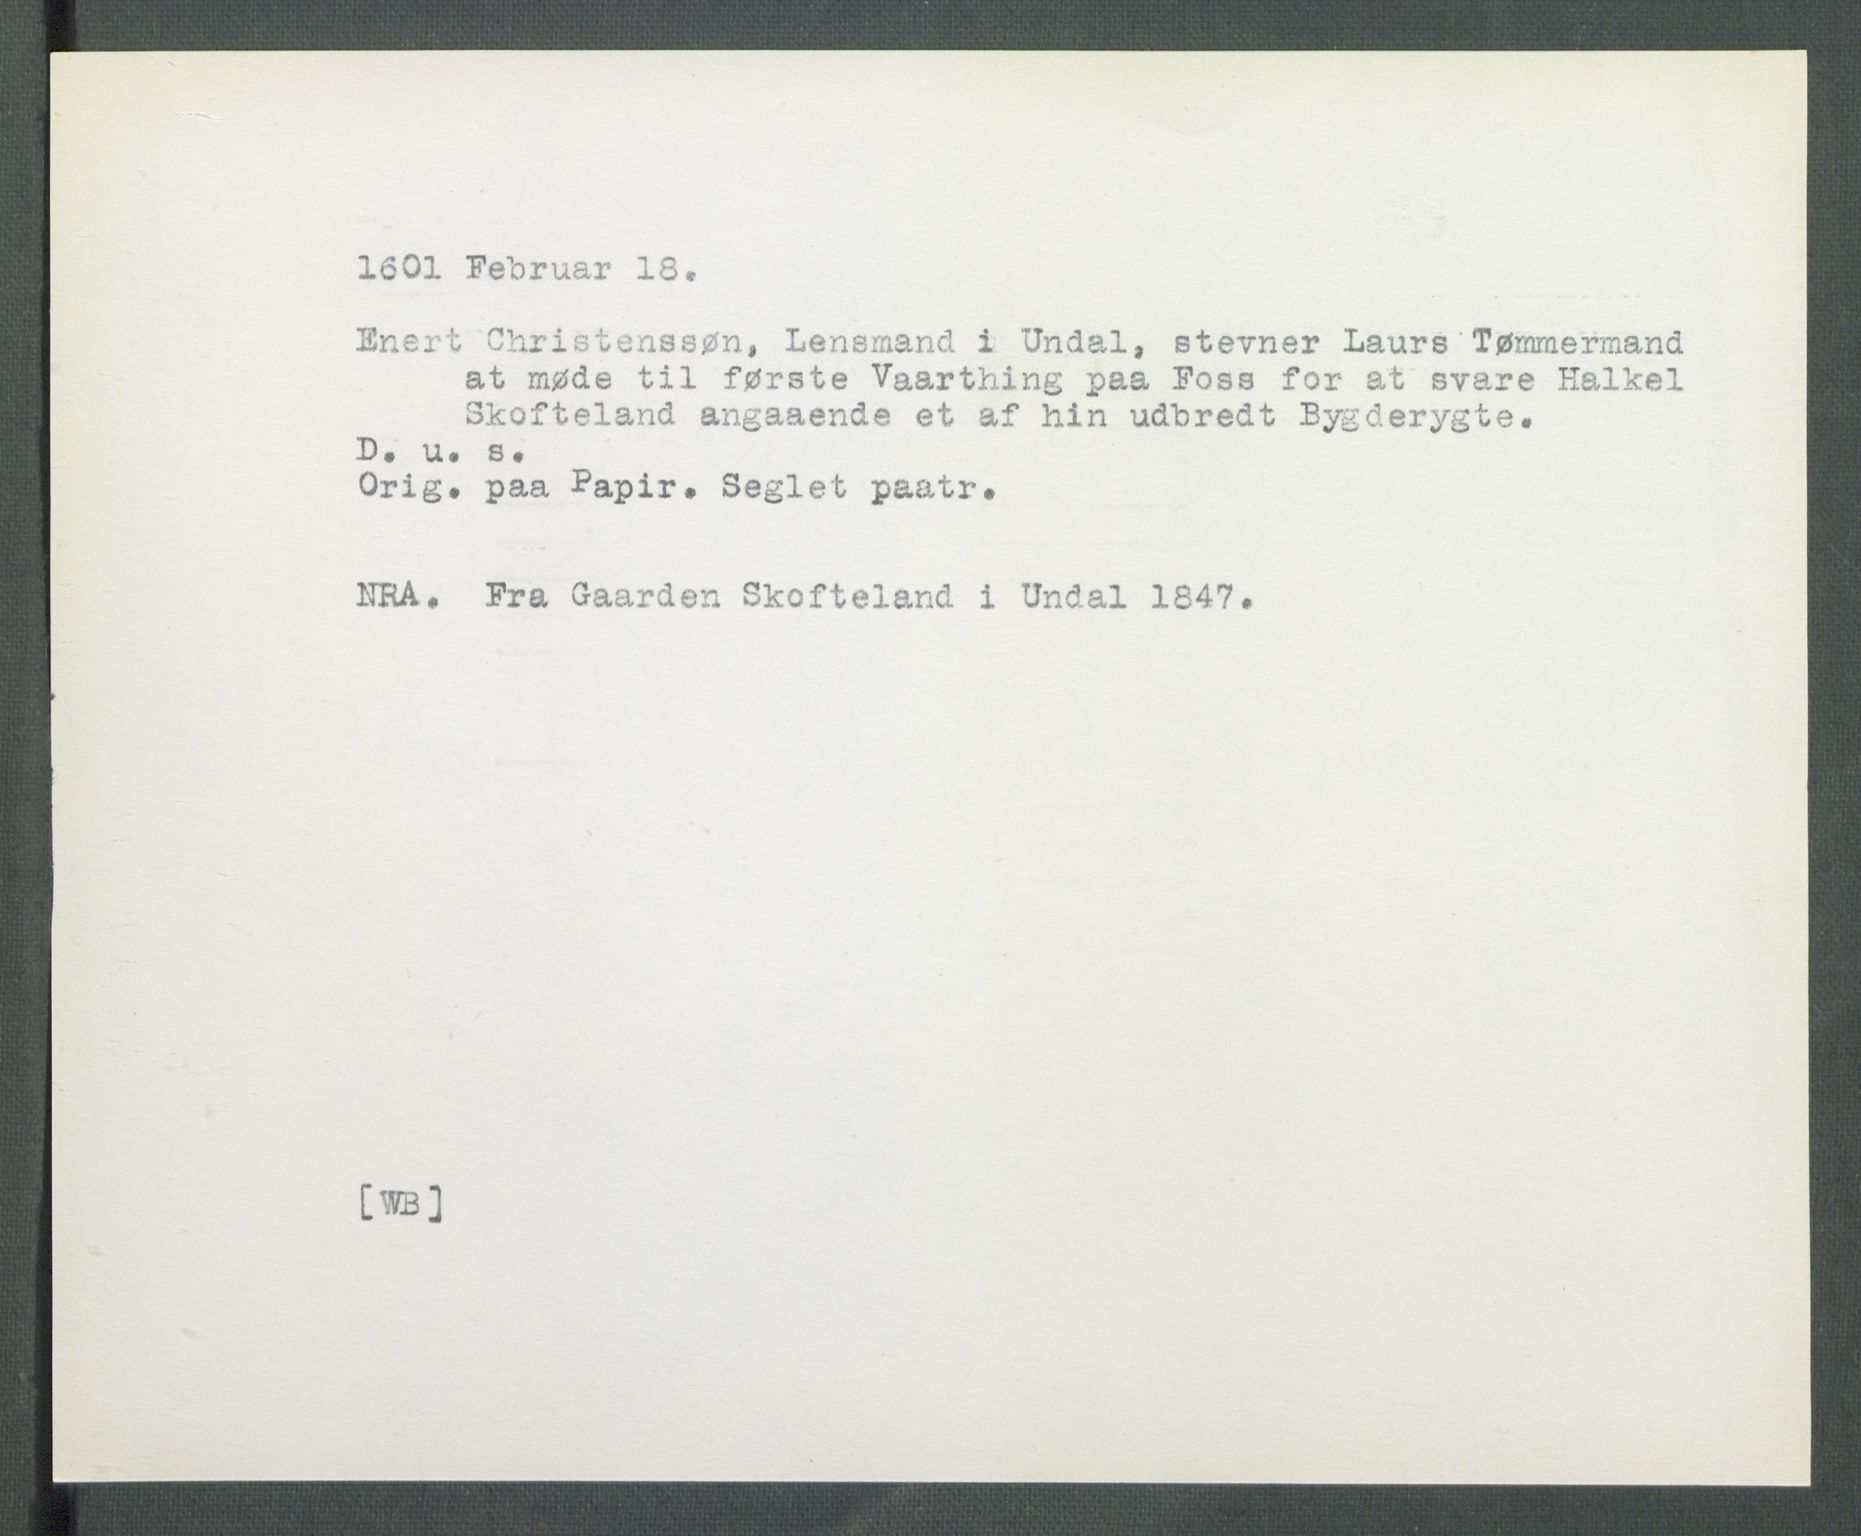 1601 Februar 18.
Enert Christenssøn, Lensmand i Undal, stevner Laurs Tømmermand
at møde til første Vaarthing paa Foss for at svare Halkel
Skofteland angaaende et af hin udbredt Bygderygte.
D. u. s.
Orig. paa Papir. Seglet paatr.
NRA. Fra Gaarden Skofteland i Undal 1847.
[WB]